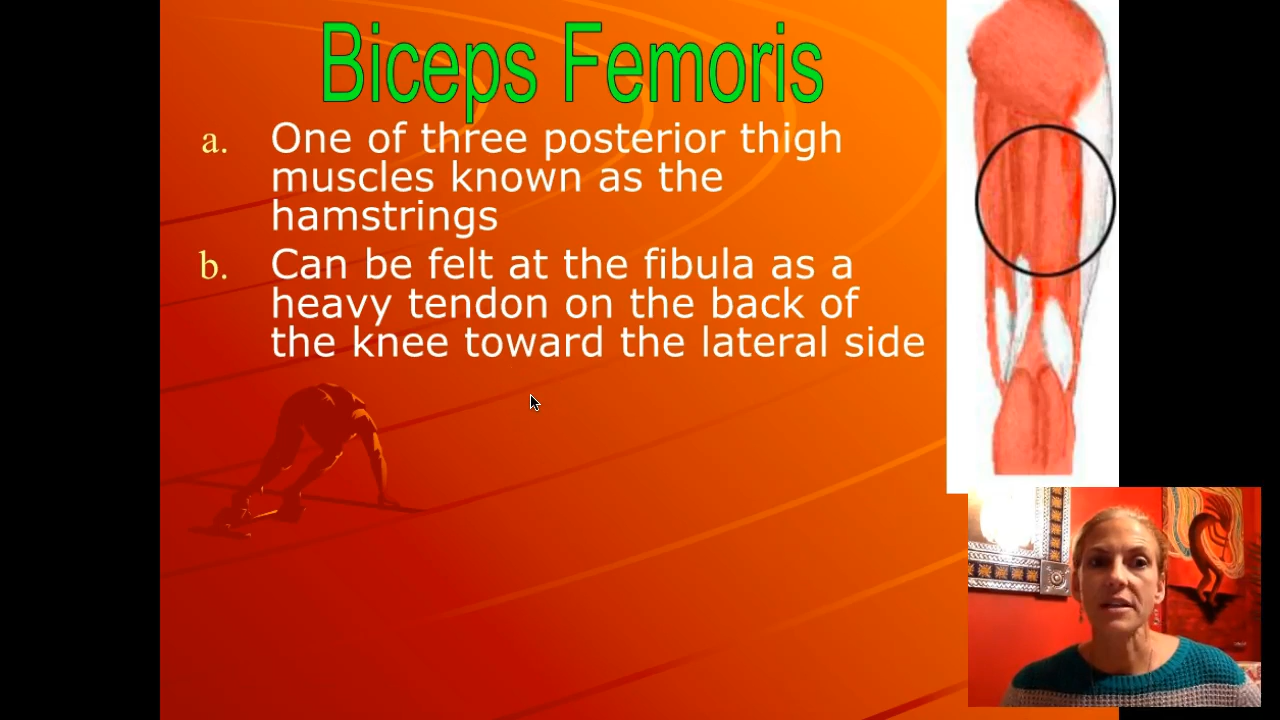 Biceps Femoris
a. One of three posterior thigh
muscles known as the
hamstrings
b. Can be felt at the fibula as a
heavy tendon on the back of
the knee toward the lateral side